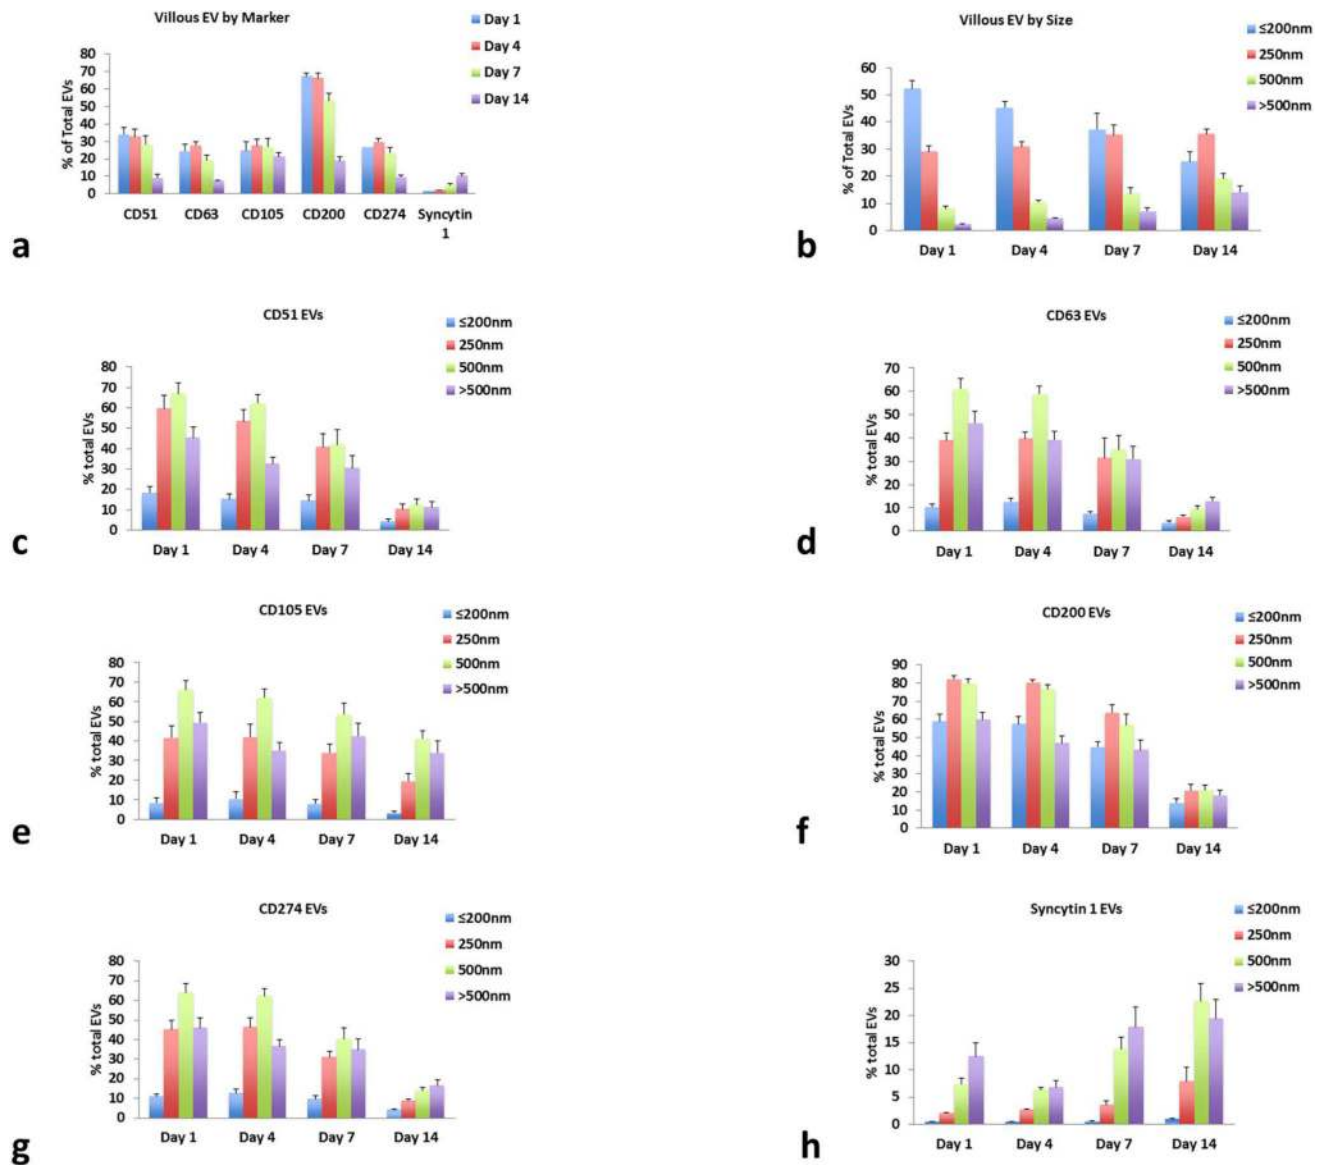 Villous EV by Marker
Day 1
Day 4
Day 7
Day 14
% of Total EVs
80
70
60
50
40
30
20
10
0
CD51 CD63 CD105 CD200 CD274 Syncytin
1
a
Villous EV by Size
≤200nm
250nm
500nm
>500nm
% of Total EVs
60
50
40
30
20
10
0
Day 1 Day 4 Day 7 Day 14
b
CD51 EVs
≤200nm
250nm
500nm
>500nm
% total EVs
80
70
60
50
40
30
20
10
0
Day 1 Day 4 Day 7 Day 14
c
CD63 EVs
≤200nm
250nm
500nm
>500nm
% total EVs
70
60
50
40
30
20
10
0
Day 1 Day 4 Day 7 Day 14
d
CD105 EVs
≤200nm
250nm
500nm
>500nm
% total EVs
80
70
60
50
40
30
20
10
0
Day 1 Day 4 Day 7 Day 14
e
CD200 EVs
≤200nm
250nm
500nm
>500nm
% total EVs
90
80
70
60
50
40
30
20
10
0
Day 1 Day 4 Day 7 Day 14
f
CD274 EVs
≤200nm
250nm
500nm
>500nm
% total EVs
80
70
60
50
40
30
20
10
0
Day 1 Day 4 Day 7 Day 14
g
Syncytin 1 EVs
≤200nm
250nm
500nm
>500nm
% total EVs
30
25
20
15
10
5
0
Day 1 Day 4 Day 7 Day 14
h